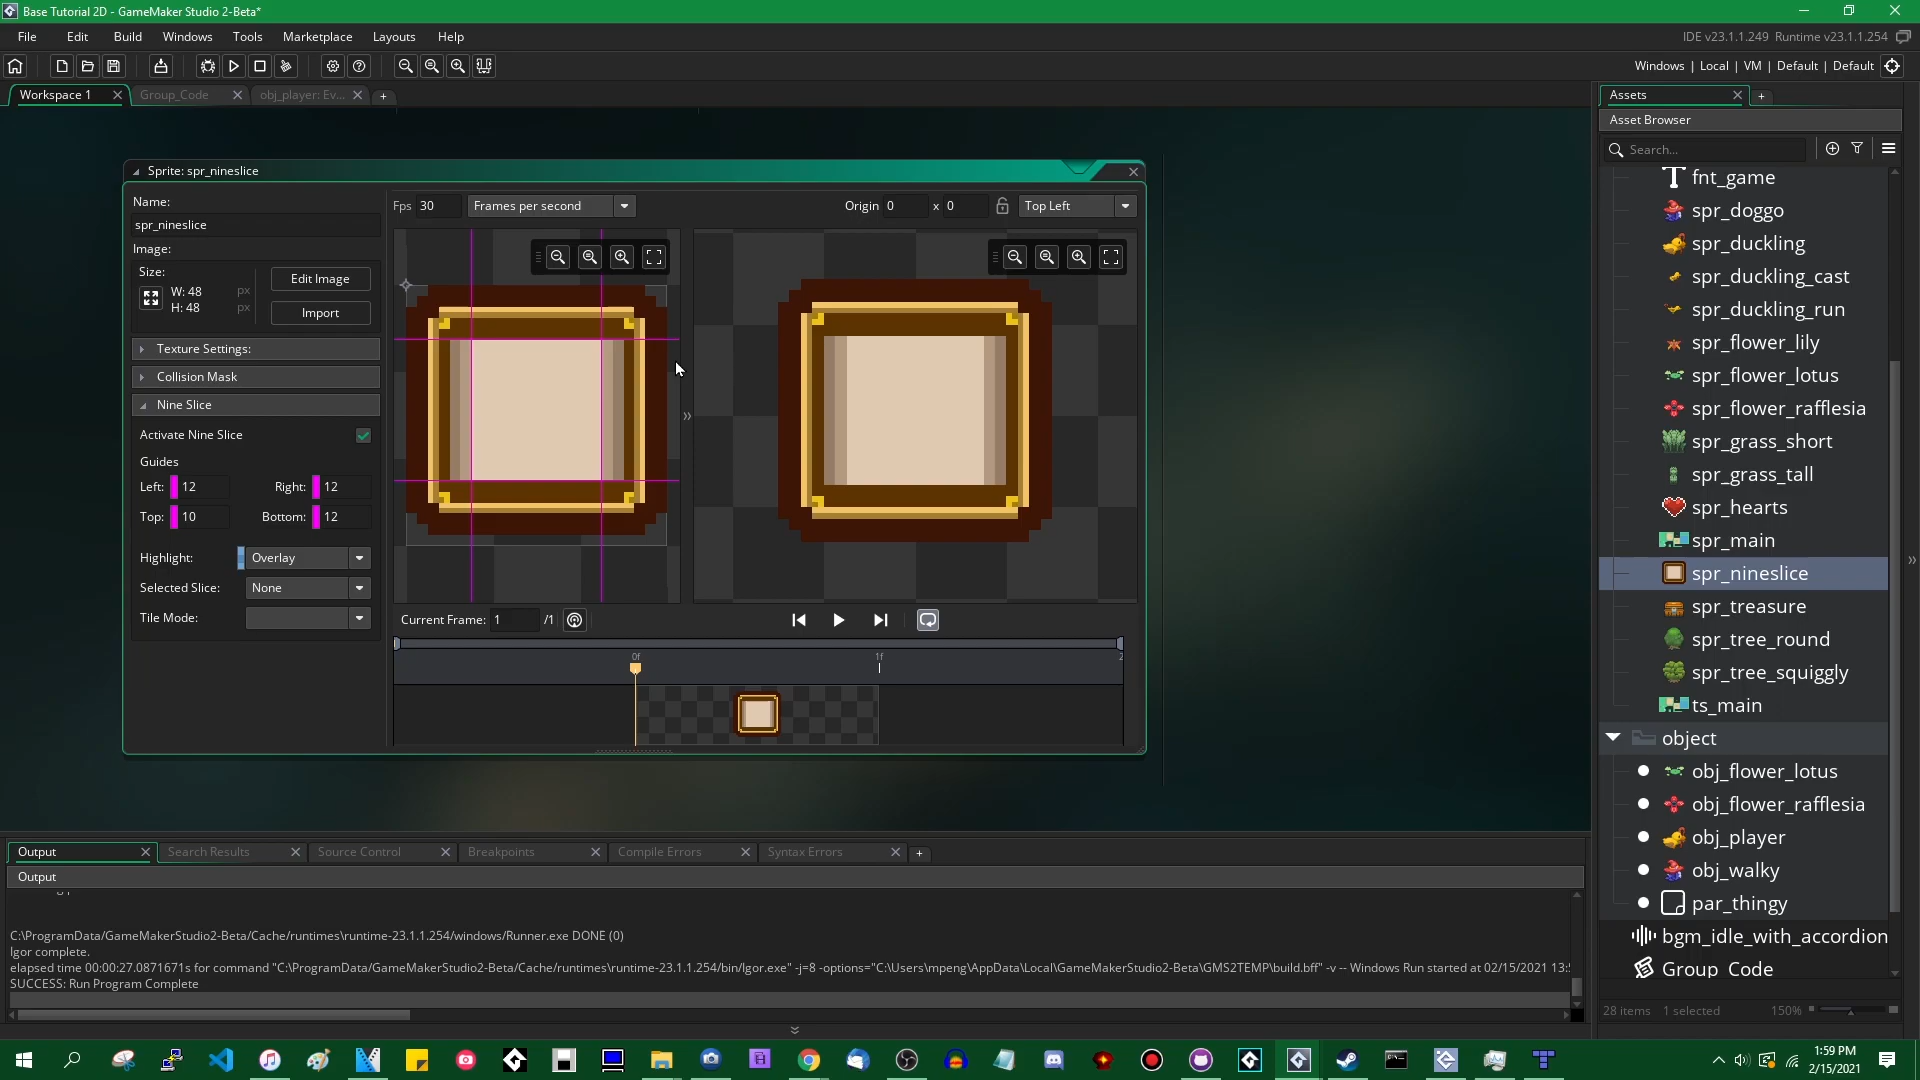 Base Tutorial 2D - GameMaker Studio 2-Beta*
File Edit Build Windows Tools Marketplace Layouts Help
IDE v23.1.1.249 Runtime v23.1.1.254
Windows | Local | VM | Default | Default
Workspace 1
Group_Code
obj_player: Ev...
+
Sprite: spr_nineslice
Name:
spr_nineslice
Image:
Size:
W: 48 px
H: 48 px
Edit Image
Import
Texture Settings:
Collision Mask
Nine Slice
Activate Nine Slice
Guides
Left: 12 Right: 12
Top: 10 Bottom: 12
Highlight: Overlay
Selected Slice: None
Tile Mode:
Fps 30 Frames per second
Origin 0 x 0 Top Left
Current Frame: 1 /1
0f 1f 2
Assets
+
Asset Browser
Search...
fnt_game
spr_doggo
spr_duckling
spr_duckling_cast
spr_duckling_run
spr_flower_lily
spr_flower_lotus
spr_flower_rafflesia
spr_grass_short
spr_grass_tall
spr_hearts
spr_main
spr_nineslice
spr_treasure
spr_tree_round
spr_tree_squiggly
ts_main
object
obj_flower_lotus
obj_flower_rafflesia
obj_player
obj_walky
par_thingy
bgm_idle_with_accordion
Group_Code
28 items 1 selected 150%
Output
Search Results
Source Control
Breakpoints
Compile Errors
Syntax Errors
+
Output
C:\ProgramData/GameMakerStudio2-Beta/Cache/runtimes\runtime-23.1.1.254/windows/Runner.exe DONE (0)
Igor complete.
elapsed time 00:00:27.0871671s for command "C:\ProgramData/GameMakerStudio2-Beta/Cache/runtimes\runtime-23.1.1.254/bin/Igor.exe" -j=8 -options="C:\Users\mpeng\AppData\Local\GameMakerStudio2-Beta\GMS2TEMP\build.bff" -v -- Windows Run started at 02/15/2021 13:
SUCCESS: Run Program Complete
1:59 PM
2/15/2021